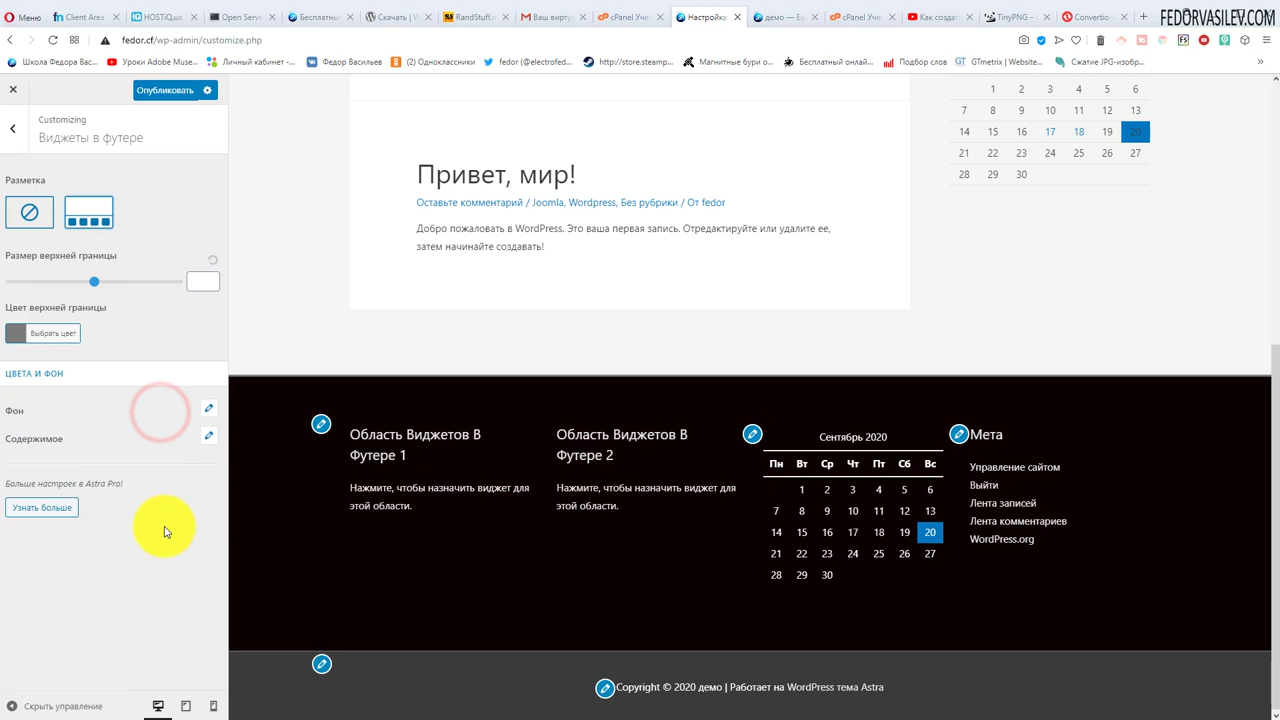 Меню
Client Area
HOSTiQ.ua
Open Serve
Бесплатны
Скачать | W
RandStuff.r
Ваш вирту
cPanel Учет
Настройка
демо — Ещ
cPanel Учет
Как создат
TinyPNG –
Convertio
FEDORVASILEV.COM
fedor.cf/wp-admin/customize.php
Школа Федора Вас...
Уроки Adobe Muse...
Личный кабинет -...
Федор Васильев
(2) Одноклассники
fedor (@electrofed...
http://store.steamp...
Магнитные бури о...
Бесплатный онлай...
Подбор слов
GTmetrix | Website...
Сжатие JPG-изобр...
Опубликовать
Customizing
Виджеты в футере
Разметка
Размер верхней границы
Цвет верхней границы
Выбрать цвет
ЦВЕТА И ФОН
Фон
Содержимое
Больше настроек в Astra Pro!
Узнать больше
Скрыть управление
1 2 3 4 5 6
7 8 9 10 11 12 13
14 15 16 17 18 19 20
21 22 23 24 25 26 27
28 29 30
Привет, мир!
Оставьте комментарий / Joomla, Wordpress, Без рубрики / От fedor
Добро пожаловать в WordPress. Это ваша первая запись. Отредактируйте или удалите ее,
затем начинайте создавать!
Область Виджетов В
Футере 1
Нажмите, чтобы назначить виджет для
этой области.
Область Виджетов В
Футере 2
Нажмите, чтобы назначить виджет для
этой области.
Сентябрь 2020
Пн Вт Ср Чт Пт Сб Вс
1 2 3 4 5 6
7 8 9 10 11 12 13
14 15 16 17 18 19 20
21 22 23 24 25 26 27
28 29 30
Мета
Управление сайтом
Выйти
Лента записей
Лента комментариев
WordPress.org
Copyright © 2020 демо | Работает на WordPress тема Astra